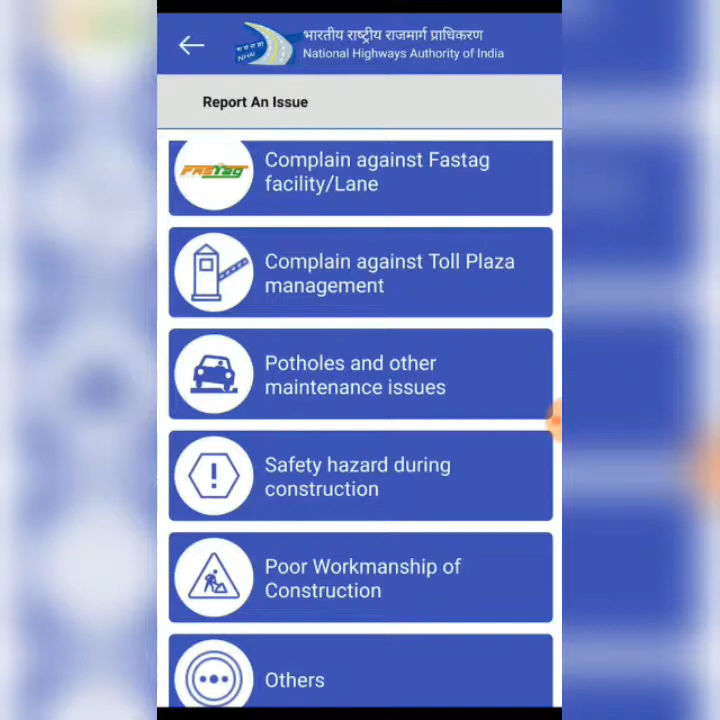 भारतीय राष्ट्रीय राजमार्ग प्राधिकरण
National Highways Authority of India
भा रा रा प्रा
NHAI
Report An Issue
FASTag
Complain against Fastag
facility/Lane
Complain against Toll Plaza
management
Potholes and other
maintenance issues
Safety hazard during
construction
Poor Workmanship of
Construction
Others